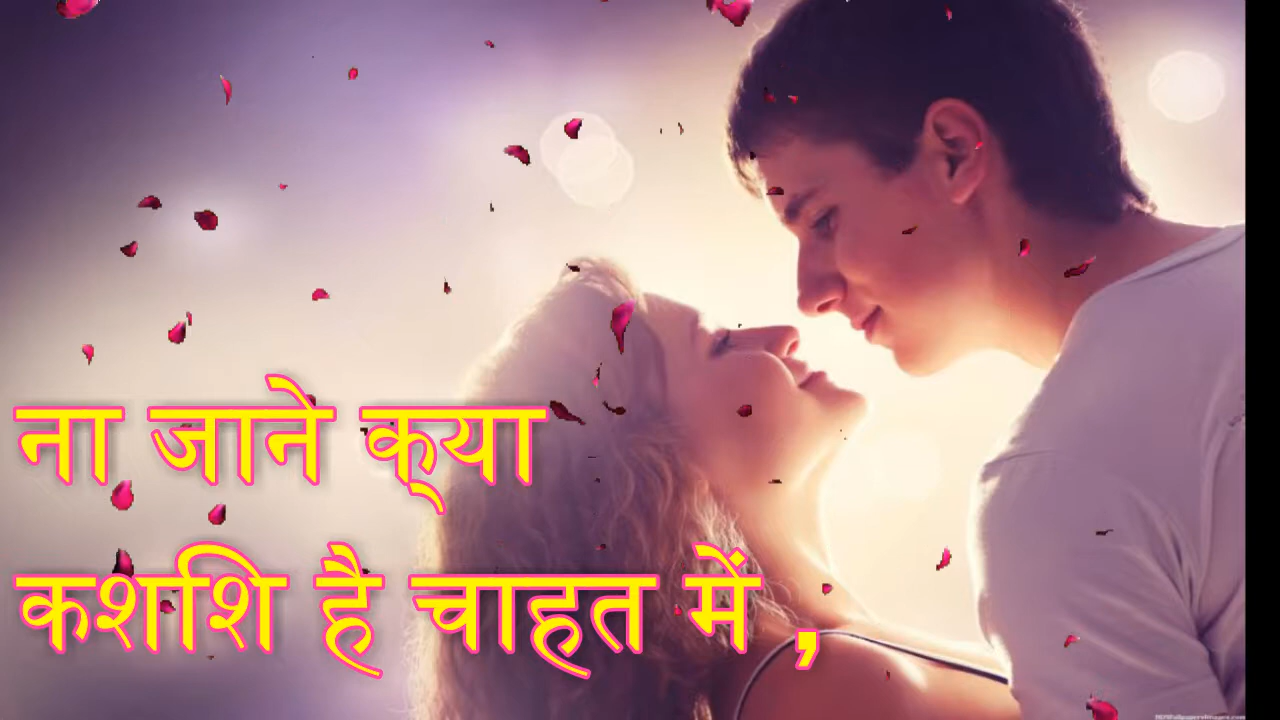 ना जाने क्या
कशशि है चाहत में ,